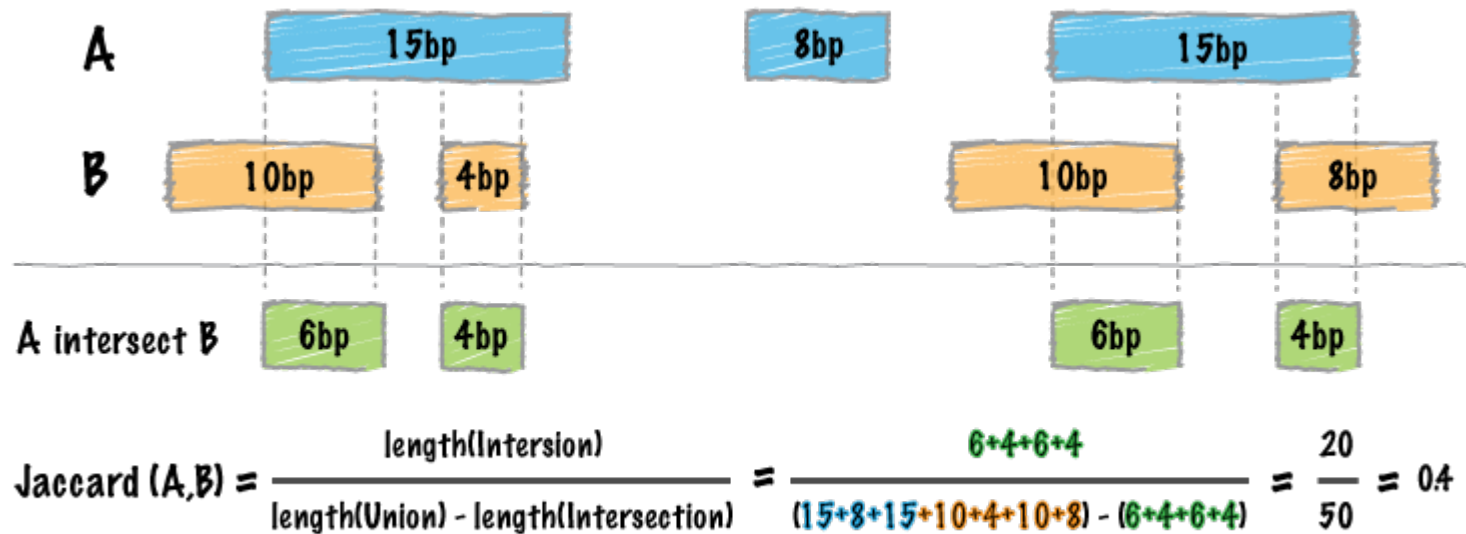 A 15bp 8bp 15bp
B 10bp 4bp 10bp 8bp
A intersect B 6bp 4bp 6bp 4bp
length(Intersion) 6+4+6+4 20
Jaccard (A,B) = = = = 0.4
length(Union) - length(Intersection) (15+8+15+10+4+10+8) - (6+4+6+4) 50